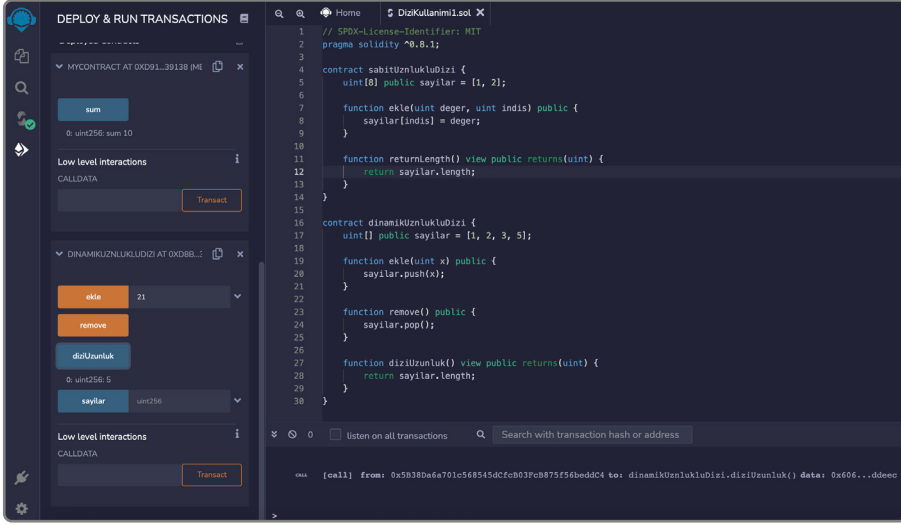 DEPLOY & RUN TRANSACTIONS
MYCONTRACT AT 0XD91...39138 (ME
sum
0: uint256: sum 10
Low level interactions
i
CALLDATA
Transact
DINAMIKUZNLUKLUDIZI AT 0XD8B...
ekle 21
remove
diziUzunluk
0: uint256: 5
sayilar uint256
Low level interactions
i
CALLDATA
Transact
Home DiziKullanimi1.sol
1 // SPDX-License-Identifier: MIT
2 pragma solidity ^0.8.1;
3
4 contract sabitUznlukluDizi {
5 uint[8] public sayilar = [1, 2];
6
7 function ekle(uint deger, uint indis) public {
8 sayilar[indis] = deger;
9 }
10
11 function returnLength() view public returns(uint) {
12 return sayilar.length;
13 }
14 }
15
16 contract dinamikUznlukluDizi {
17 uint[] public sayilar = [1, 2, 3, 5];
18
19 function ekle(uint x) public {
20 sayilar.push(x);
21 }
22
23 function remove() public {
24 sayilar.pop();
25 }
26
27 function diziUzunluk() view public returns(uint) {
28 return sayilar.length;
29 }
30 }
0 listen on all transactions Search with transaction hash or address
CALL [call] from: 0x5B38Da6a701c568545dCfcB03FcB875f56beddC4 to: dinamikUznlukluDizi.diziUzunluk() data: 0x606...ddeec
>